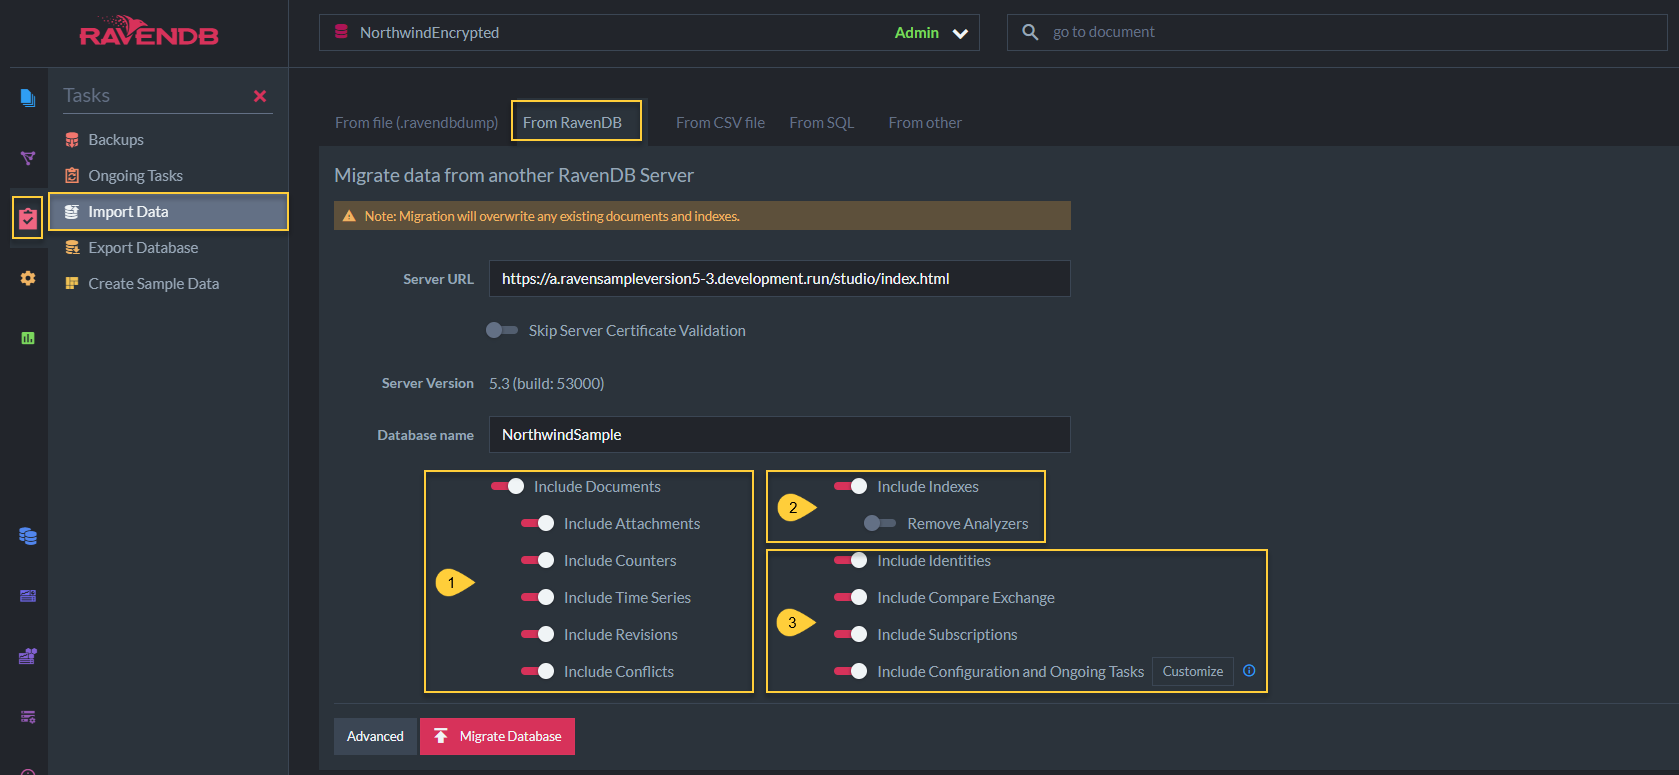 RAVENDB
NorthwindEncrypted
Admin
go to document
Tasks
Backups
Ongoing Tasks
Import Data
Export Database
Create Sample Data
From file (.ravendbdump)
From RavenDB
From CSV file
From SQL
From other
Migrate data from another RavenDB Server
Note: Migration will overwrite any existing documents and indexes.
Server URL
https://a.ravensampleversion5-3.development.run/studio/index.html
Skip Server Certificate Validation
Server Version
5.3 (build: 53000)
Database name
NorthwindSample
1
Include Documents
Include Attachments
Include Counters
Include Time Series
Include Revisions
Include Conflicts
2
Include Indexes
Remove Analyzers
3
Include Identities
Include Compare Exchange
Include Subscriptions
Include Configuration and Ongoing Tasks
Customize
Advanced
Migrate Database